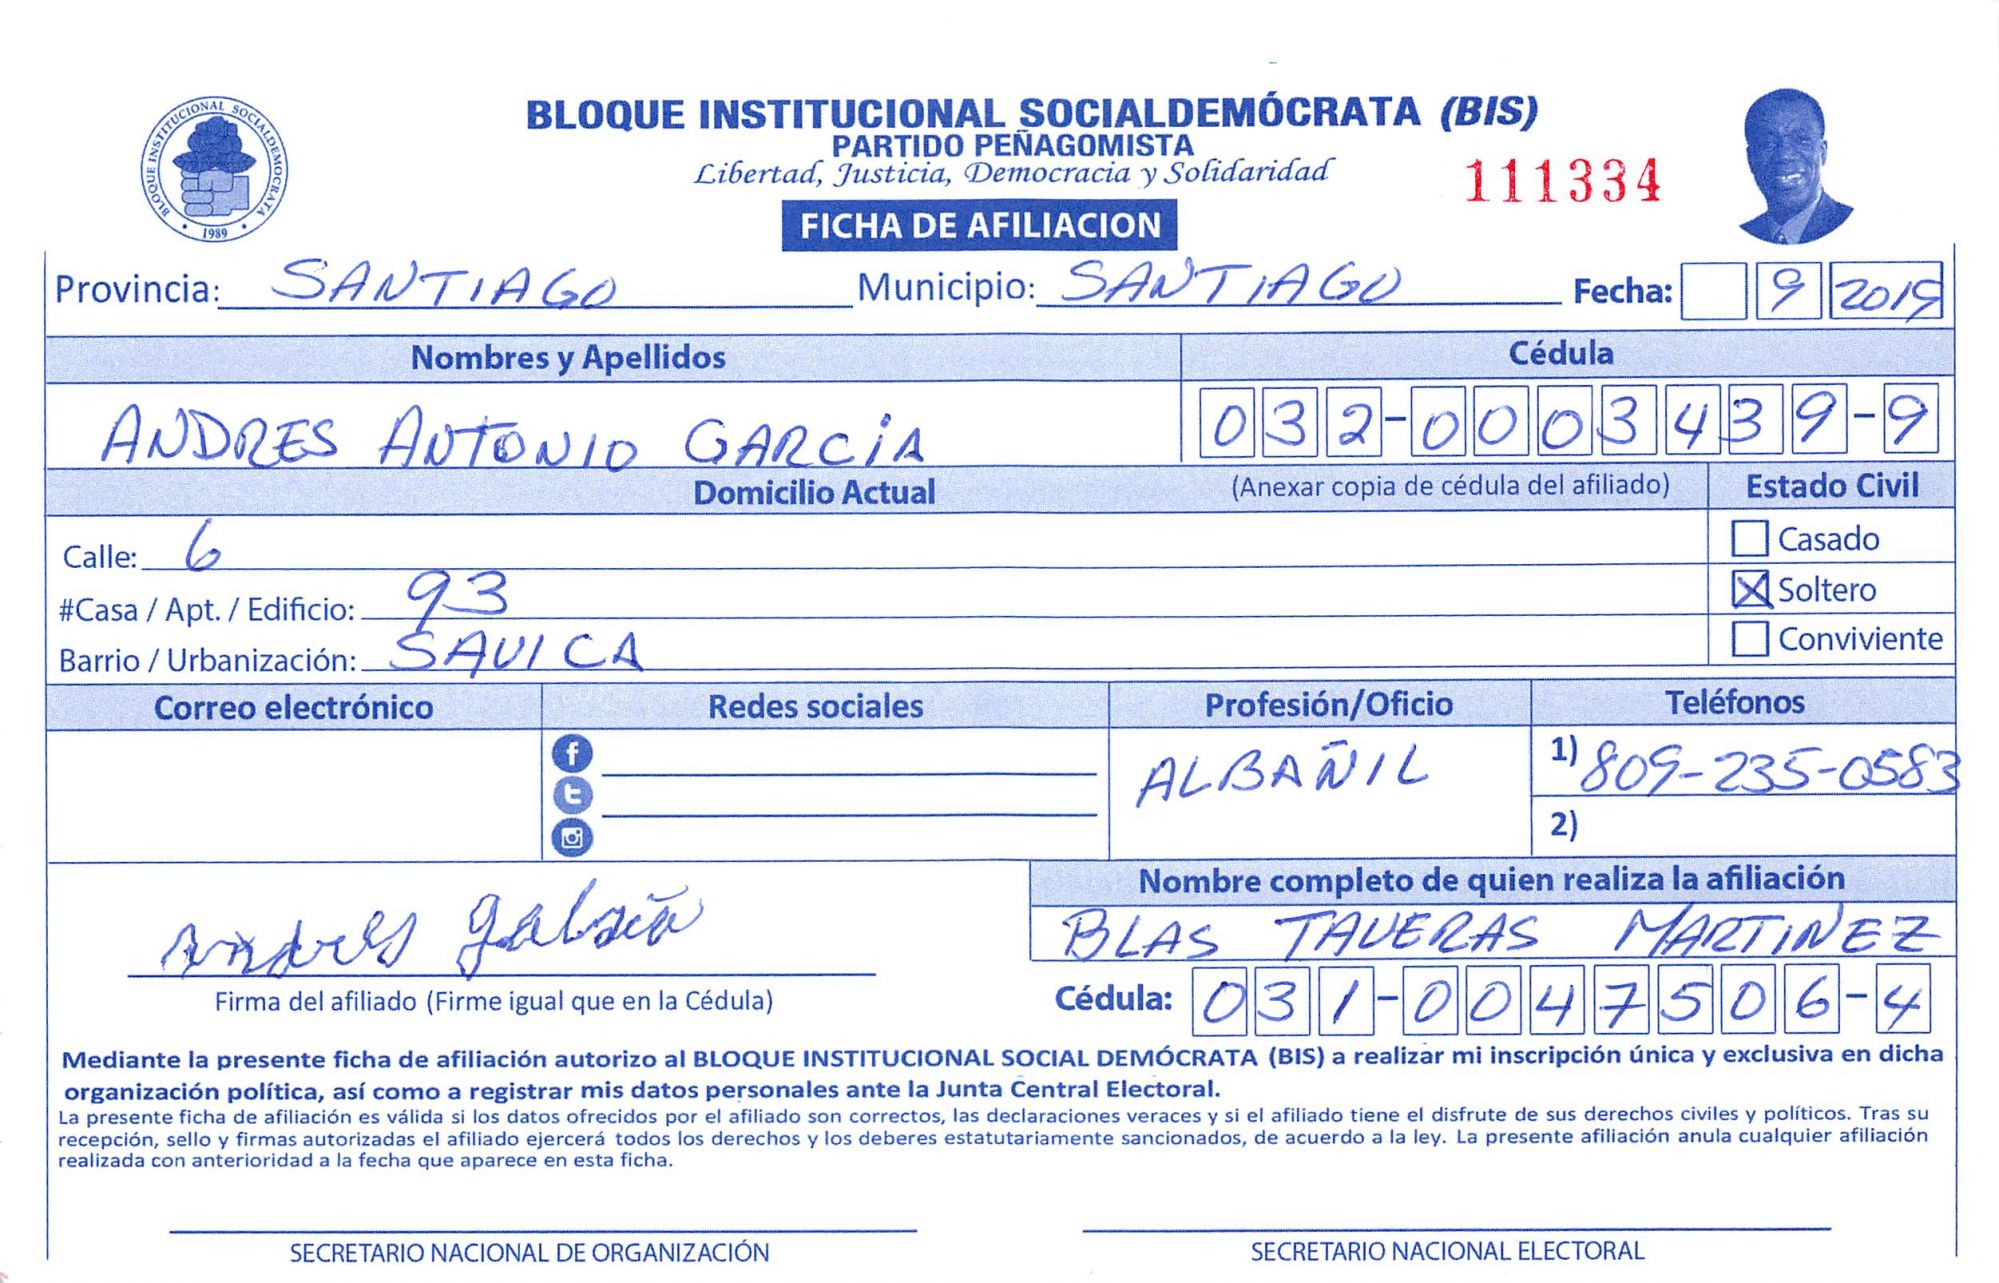 BLOQUE INSTITUCIONAL SOCIALDEMOCRATA
1989
BLOQUE INSTITUCIONAL SOCIALDEMÓCRATA (BIS)
PARTIDO PEÑAGOMISTA
Libertad, Justicia, Democracia y Solidaridad
111334
FICHA DE AFILIACION
Provincia: SANTIAGO Municipio: SANTIAGO Fecha: 9 2019
Nombres y Apellidos Cédula
ANDRES ANTONIO GARCÍA 032-0003439-9
Domicilio Actual (Anexar copia de cédula del afiliado) Estado Civil
Calle: 6 Casado
#Casa / Apt. / Edificio: 93 Soltero
Barrio / Urbanización: SAVICA Conviviente
Correo electrónico Redes sociales Profesión/Oficio Teléfonos
ALBAÑIL 1) 809-235-0583
2)
Nombre completo de quien realiza la afiliación
BLAS TAVERAS MARTINEZ
Andres García
Firma del afiliado (Firme igual que en la Cédula) Cédula: 031-0047506-4
Mediante la presente ficha de afiliación autorizo al BLOQUE INSTITUCIONAL SOCIAL DEMÓCRATA (BIS) a realizar mi inscripción única y exclusiva en dicha
organización política, así como a registrar mis datos personales ante la Junta Central Electoral.
La presente ficha de afiliación es válida si los datos ofrecidos por el afiliado son correctos, las declaraciones veraces y si el afiliado tiene el disfrute de sus derechos civiles y políticos. Tras su
recepción, sello y firmas autorizadas el afiliado ejercerá todos los derechos y los deberes estatutariamente sancionados, de acuerdo a la ley. La presente afiliación anula cualquier afiliación
realizada con anterioridad a la fecha que aparece en esta ficha.
SECRETARIO NACIONAL DE ORGANIZACIÓN SECRETARIO NACIONAL ELECTORAL